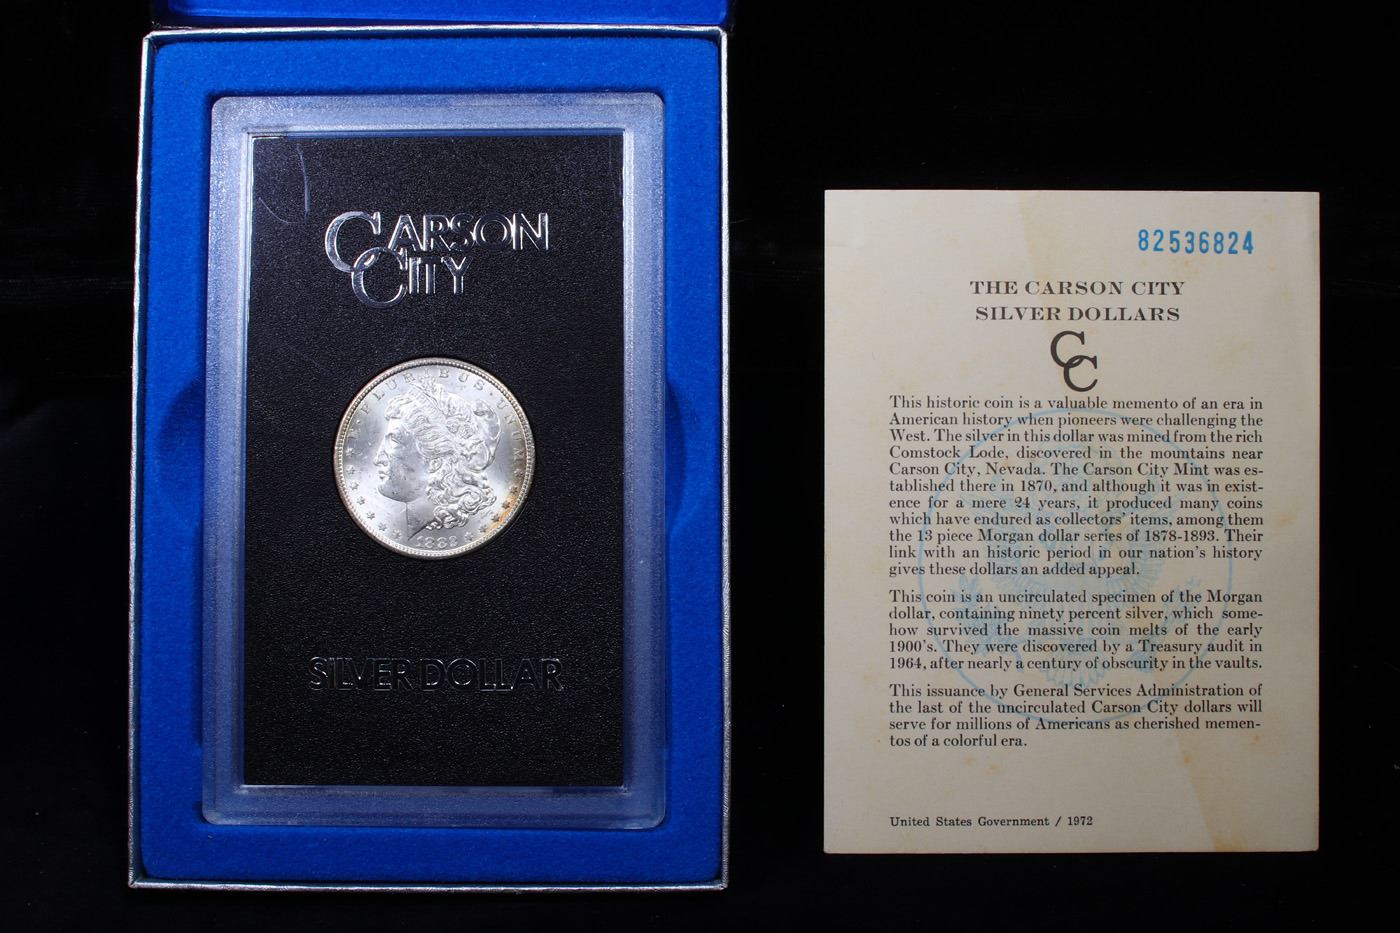 CARSON
CITY
E·PLURIBUS·UNUM
1882
SILVER DOLLAR
82536824
THE CARSON CITY
SILVER DOLLARS
CC
This historic coin is a valuable memento of an era in
American history when pioneers were challenging the
West. The silver in this dollar was mined from the rich
Comstock Lode, discovered in the mountains near
Carson City, Nevada. The Carson City Mint was es-
tablished there in 1870, and although it was in exist-
ence for a mere 24 years, it produced many coins
which have endured as collectors' items, among them
the 13 piece Morgan dollar series of 1878-1893. Their
link with an historic period in our nation's history
gives these dollars an added appeal.
This coin is an uncirculated specimen of the Morgan
dollar, containing ninety percent silver, which some-
how survived the massive coin melts of the early
1900's. They were discovered by a Treasury audit in
1964, after nearly a century of obscurity in the vaults.
This issuance by General Services Administration of
the last of the uncirculated Carson City dollars will
serve for millions of Americans as cherished memen-
tos of a colorful era.
United States Government / 1972